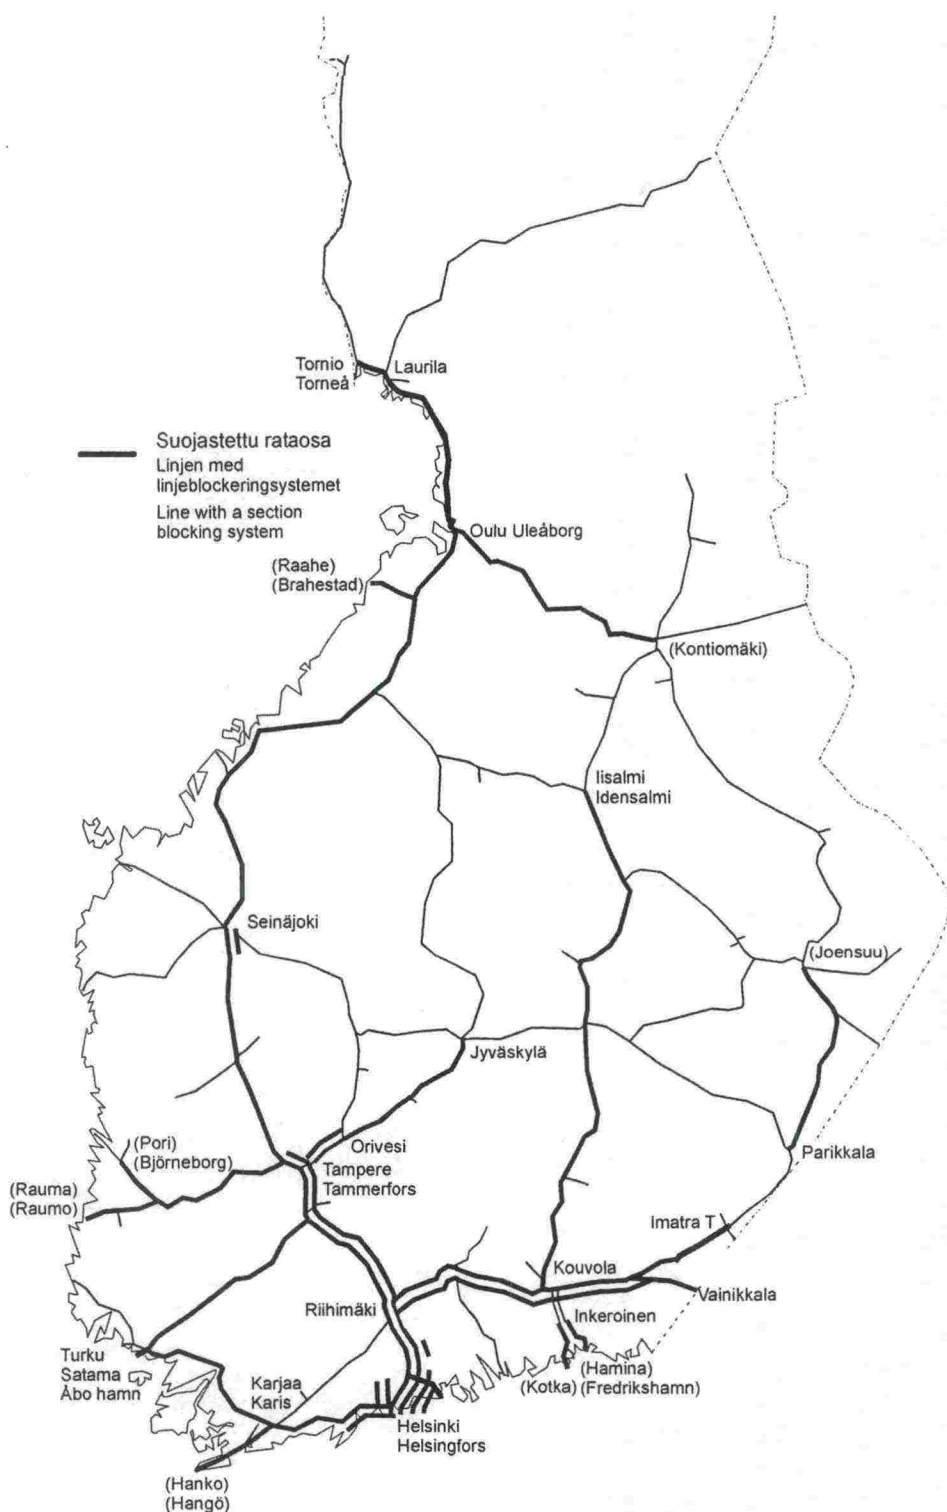 Tornio
Torneå
Laurila
Suojastettu rataosa
Linjen med
linjeblockeringsystemet
Line with a section
blocking system
Oulu Uleåborg
(Raahe)
(Brahestad)
(Kontiomäki)
Iisalmi
Idensalmi
Seinäjoki
(Joensuu)
Jyväskylä
Orivesi
(Pori)
(Björneborg)
Tampere
Tammerfors
Parikkala
(Rauma)
(Raumo)
Imatra T
Kouvola
Vainikkala
Riihimäki
Inkeroinen
Turku
Satama
Åbo hamn
Karjaa
Karis
(Hamina)
(Kotka) (Fredrikshamn)
Helsinki
Helsingfors
(Hanko)
(Hangö)